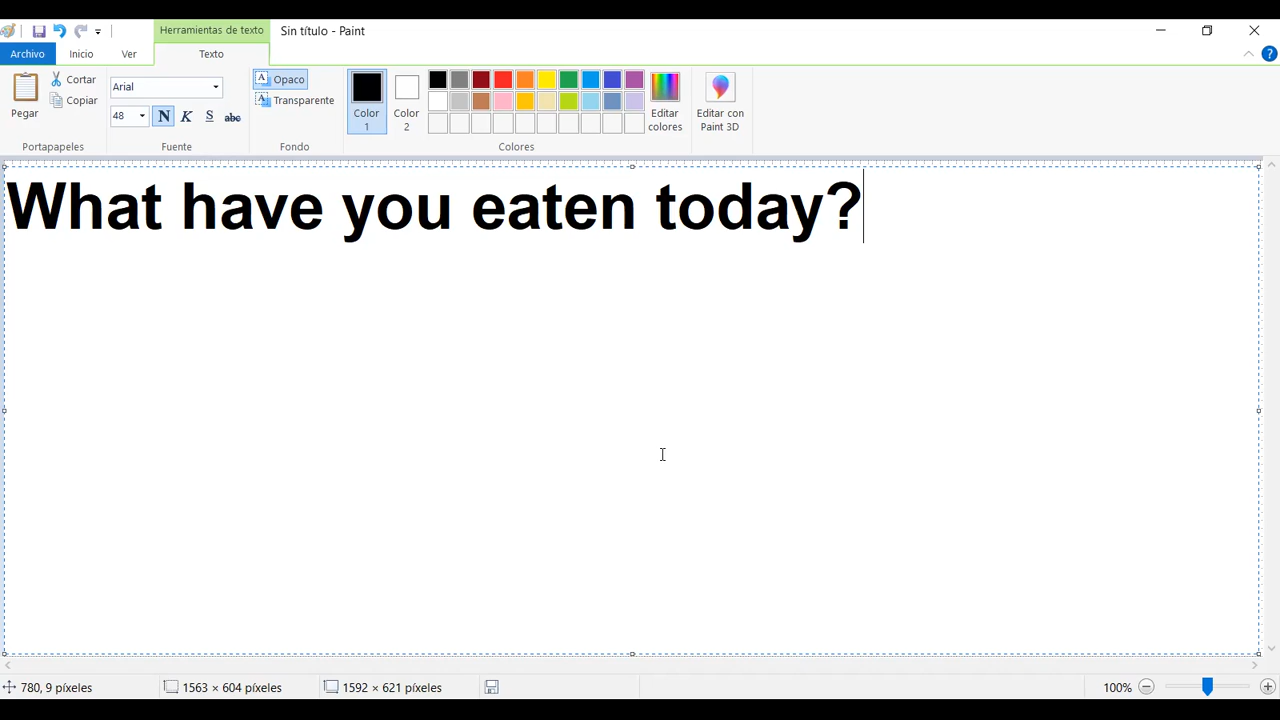 Herramientas de texto
Sin título - Paint
Archivo
Inicio
Ver
Texto
Pegar
Cortar
Copiar
Portapapeles
Arial
48
N K S abc
Fuente
Opaco
Transparente
Fondo
Color 1
Color 2
Editar colores
Colores
Editar con Paint 3D
What have you eaten today?
780, 9 píxeles
1563 × 604 píxeles
1592 × 621 píxeles
100%